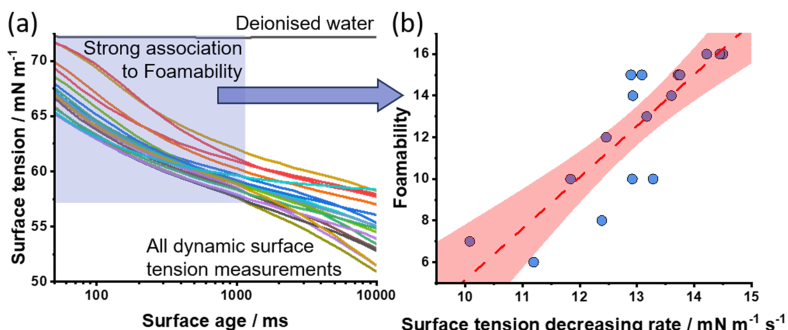 (a)
Deionised water
Strong association
to Foamability
All dynamic surface
tension measurements
Surface tension / mN m⁻¹
70
65
60
55
50
100
1000
10000
Surface age / ms
(b)
Foamability
16
14
12
10
8
6
10
11
12
13
14
15
Surface tension decreasing rate / mN m⁻¹ s⁻¹